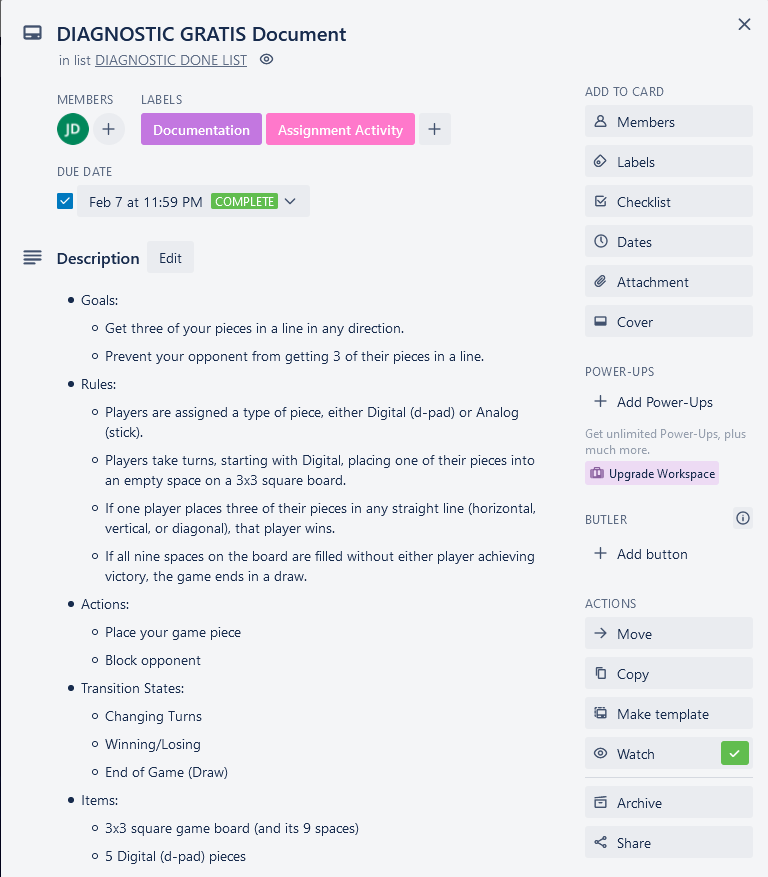 DIAGNOSTIC GRATIS Document
in list DIAGNOSTIC DONE LIST
MEMBERS
LABELS
JD
Documentation
Assignment Activity
DUE DATE
Feb 7 at 11:59 PM COMPLETE
Description
Edit
Goals:
Get three of your pieces in a line in any direction.
Prevent your opponent from getting 3 of their pieces in a line.
Rules:
Players are assigned a type of piece, either Digital (d-pad) or Analog
(stick).
Players take turns, starting with Digital, placing one of their pieces into
an empty space on a 3x3 square board.
If one player places three of their pieces in any straight line (horizontal,
vertical, or diagonal), that player wins.
If all nine spaces on the board are filled without either player achieving
victory, the game ends in a draw.
Actions:
Place your game piece
Block opponent
Transition States:
Changing Turns
Winning/Losing
End of Game (Draw)
Items:
3x3 square game board (and its 9 spaces)
5 Digital (d-pad) pieces
ADD TO CARD
Members
Labels
Checklist
Dates
Attachment
Cover
POWER-UPS
Add Power-Ups
Get unlimited Power-Ups, plus
much more.
Upgrade Workspace
BUTLER
Add button
ACTIONS
Move
Copy
Make template
Watch
Archive
Share